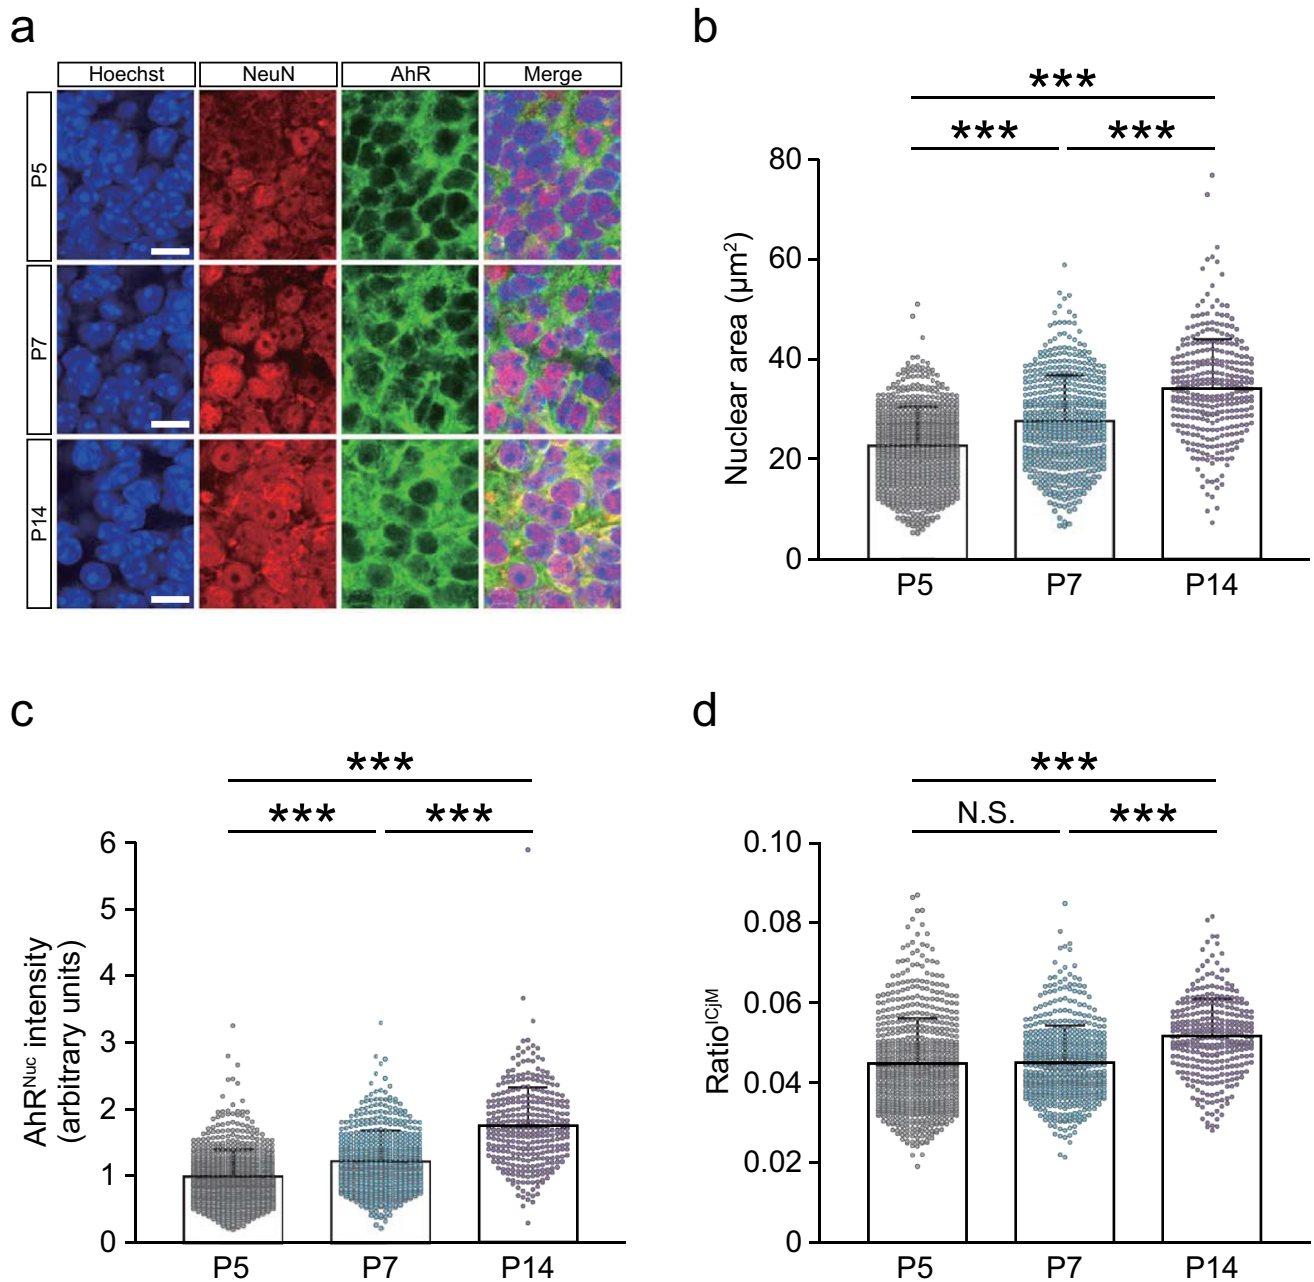 a
Hoechst NeuN AhR Merge
P5
P7
P14
b
***
*** ***
80
60
40
20
0
Nuclear area (μm²)
P5 P7 P14
c
***
*** ***
6
5
4
3
2
1
0
AhR^Nuc intensity
(arbitrary units)
P5 P7 P14
d
***
N.S. ***
0.10
0.08
0.06
0.04
0.02
0
Ratio^ICjM
P5 P7 P14